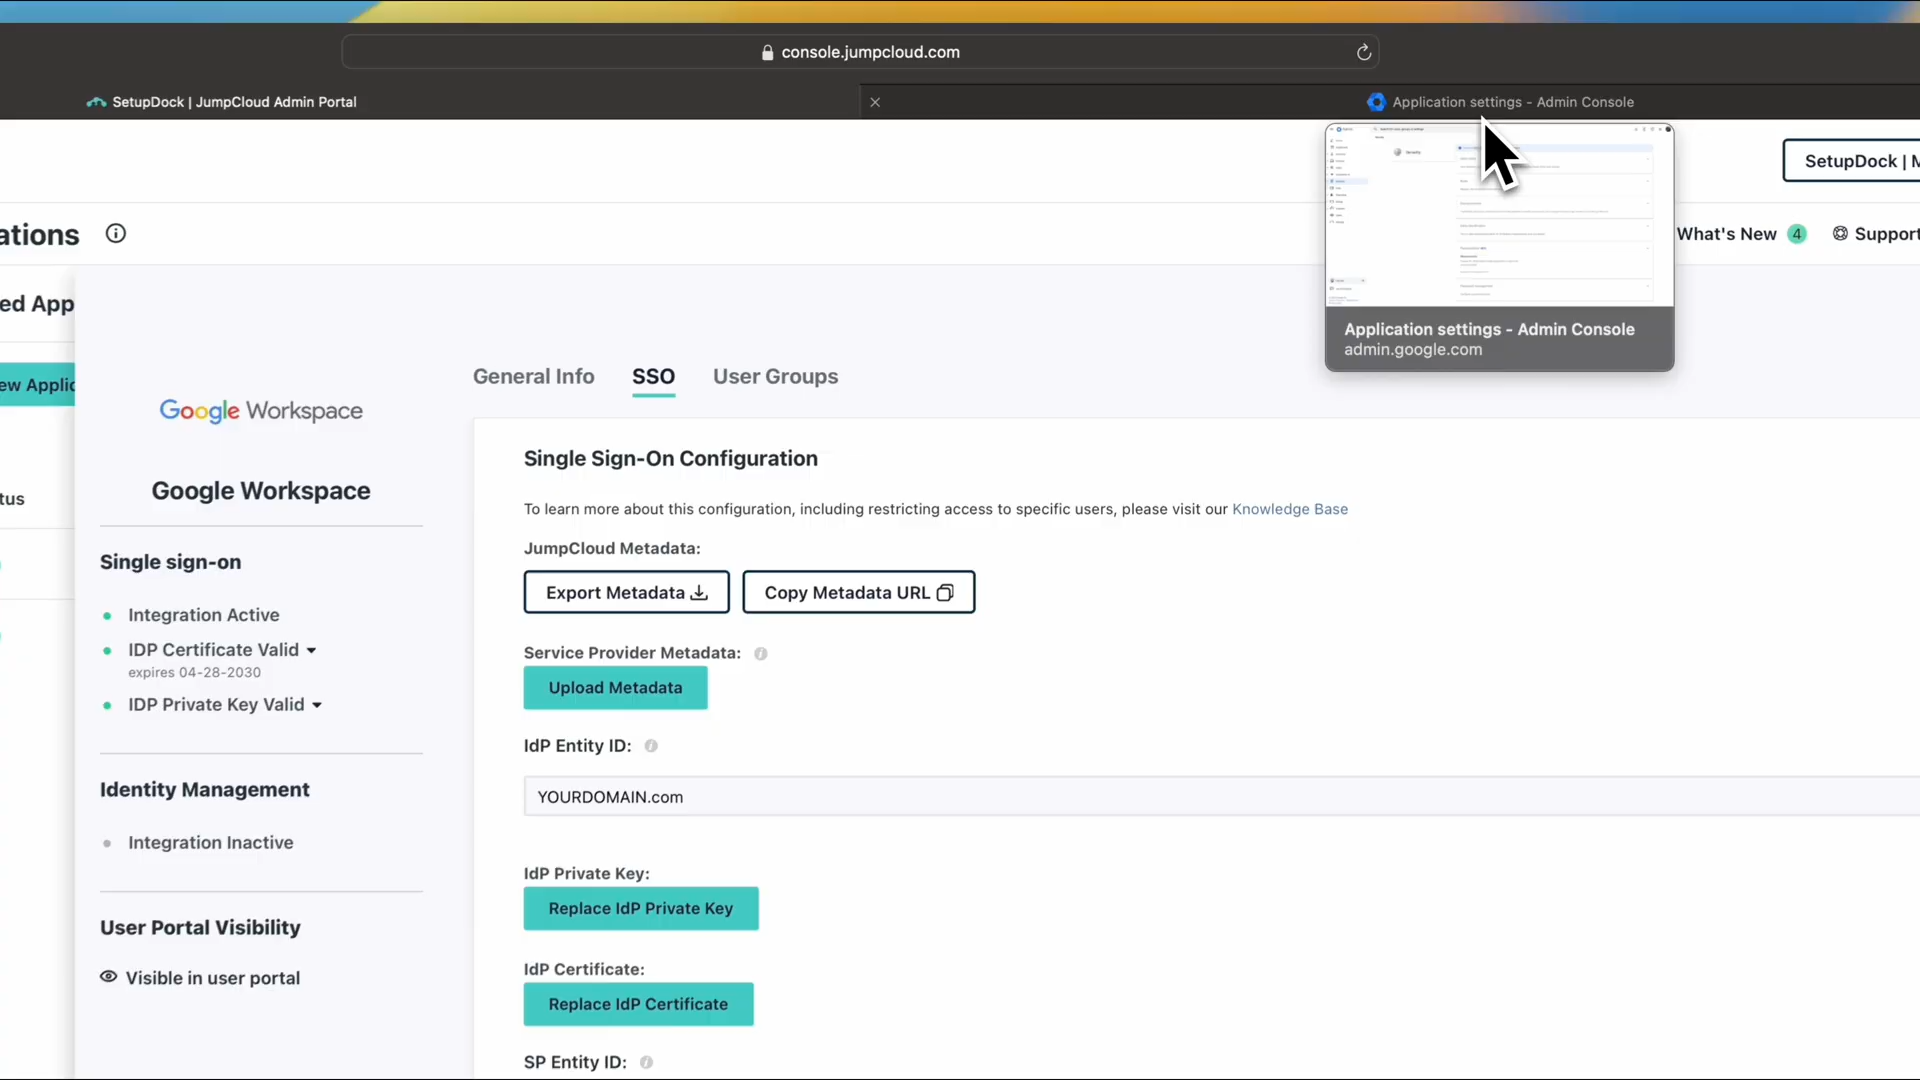 console.jumpcloud.com
SetupDock | JumpCloud Admin Portal
Application settings - Admin Console
SetupDock | M
ations
What's New 4
Support
Application settings - Admin Console
admin.google.com
ed App
ew Applic
tus
Google Workspace
Google Workspace
Single sign-on
Integration Active
IDP Certificate Valid
expires 04-28-2030
IDP Private Key Valid
Identity Management
Integration Inactive
User Portal Visibility
Visible in user portal
General Info SSO User Groups
Single Sign-On Configuration
To learn more about this configuration, including restricting access to specific users, please visit our Knowledge Base
JumpCloud Metadata:
Export Metadata
Copy Metadata URL
Service Provider Metadata:
Upload Metadata
IdP Entity ID:
YOURDOMAIN.com
IdP Private Key:
Replace IdP Private Key
IdP Certificate:
Replace IdP Certificate
SP Entity ID: